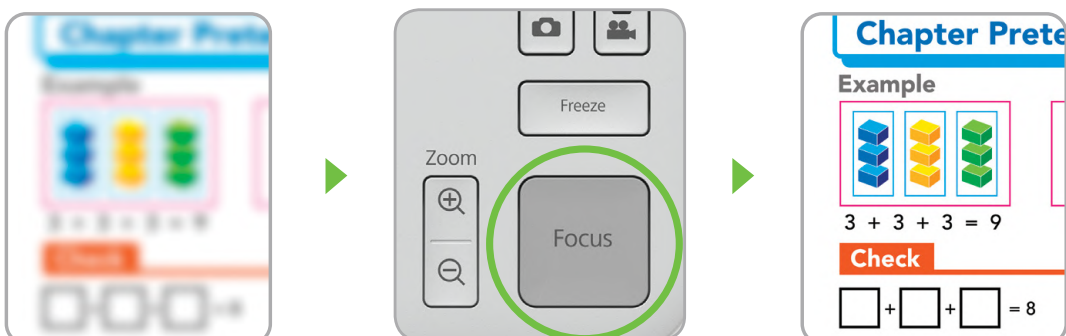 Freeze
Zoom
Focus
Chapter Prete
Example
3 + 3 + 3 = 9
Check
+ + = 8